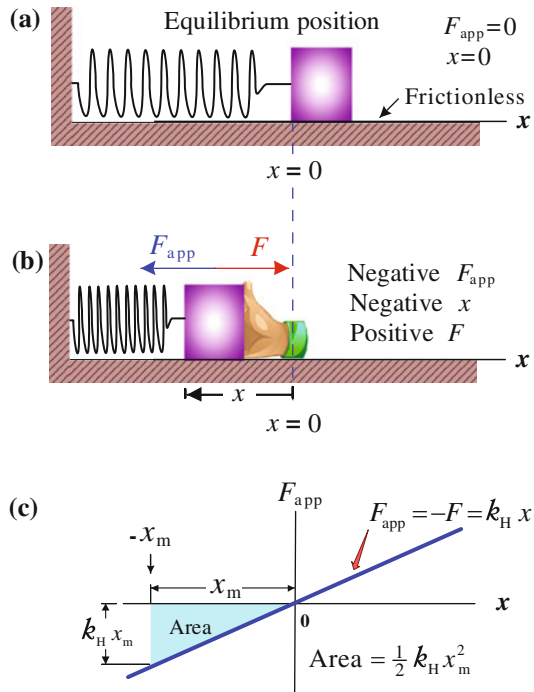 (a)
Equilibrium position
F_app=0
x=0
Frictionless
x
x = 0
(b)
F_app
F
Negative F_app
Negative x
Positive F
x
x
x = 0
(c)
F_app
F_app = −F = k_H x
- x_m
x_m
x
0
k_H x_m
Area
Area = ½ k_H x_m^2